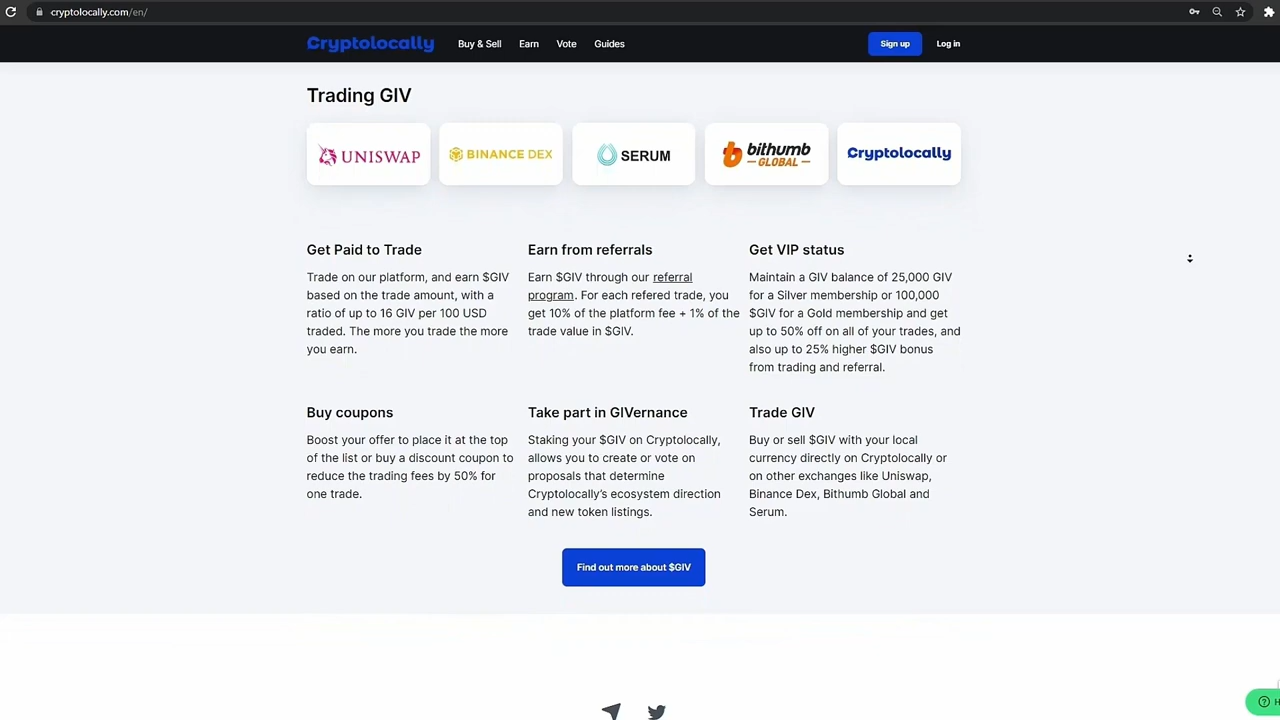 cryptolocally.com/en/
Cryptolocally
Buy & Sell
Earn
Vote
Guides
Sign up
Log in
Trading GIV
UNISWAP
BINANCE DEX
SERUM
bithumb
GLOBAL
Cryptolocally
Get Paid to Trade
Trade on our platform, and earn $GIV
based on the trade amount, with a
ratio of up to 16 GIV per 100 USD
traded. The more you trade the more
you earn.
Earn from referrals
Earn $GIV through our referral
program. For each refered trade, you
get 10% of the platform fee + 1% of the
trade value in $GIV.
Get VIP status
Maintain a GIV balance of 25,000 GIV
for a Silver membership or 100,000
$GIV for a Gold membership and get
up to 50% off on all of your trades, and
also up to 25% higher $GIV bonus
from trading and referral.
Buy coupons
Boost your offer to place it at the top
of the list or buy a discount coupon to
reduce the trading fees by 50% for
one trade.
Take part in GIVernance
Staking your $GIV on Cryptolocally,
allows you to create or vote on
proposals that determine
Cryptolocally's ecosystem direction
and new token listings.
Trade GIV
Buy or sell $GIV with your local
currency directly on Cryptolocally or
on other exchanges like Uniswap,
Binance Dex, Bithumb Global and
Serum.
Find out more about $GIV